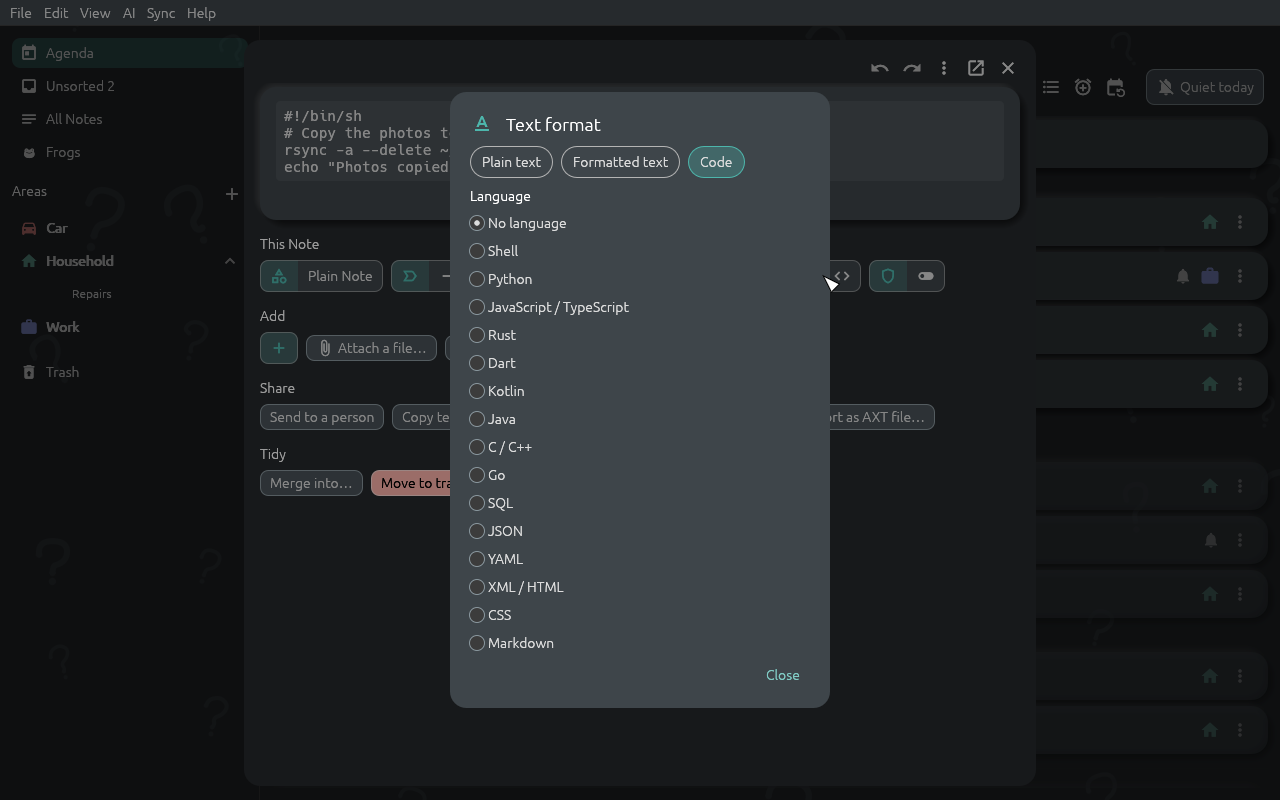 File Edit View AI Sync Help
Agenda
Unsorted 2
All Notes
Frogs
Areas
Car
Household
Repairs
Work
Trash
Quiet today
#!/bin/sh
# Copy the photos
rsync -a --delete
echo "Photos copied
This Note
Plain Note
Add
Attach a file…
Share
Send to a person
Copy
as AXT file…
Tidy
Merge into…
Move to
Text format
Plain text
Formatted text
Code
Language
No language
Shell
Python
JavaScript / TypeScript
Rust
Dart
Kotlin
Java
C / C++
Go
SQL
JSON
YAML
XML / HTML
CSS
Markdown
Close